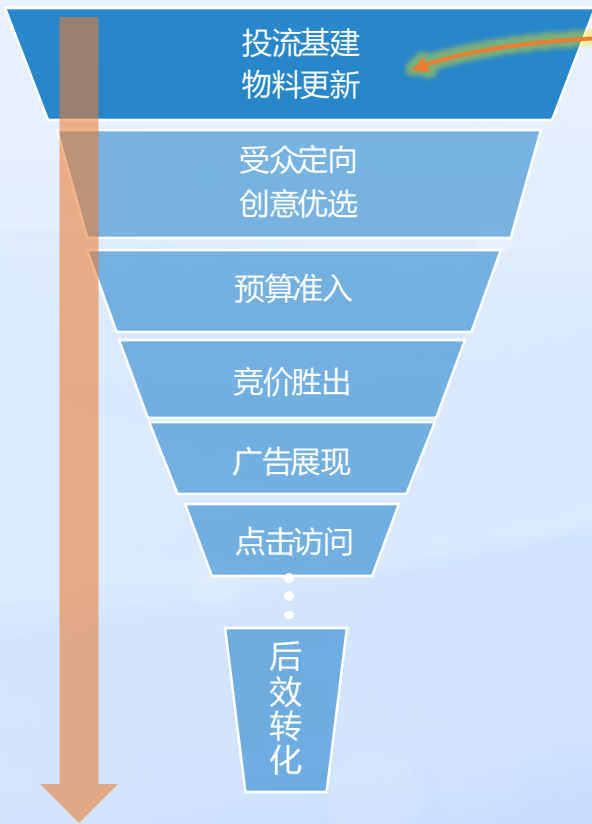 投流基建
物料更新
受众定向
创意优选
预算准入
竞价胜出
广告展现
点击访问
后效转化